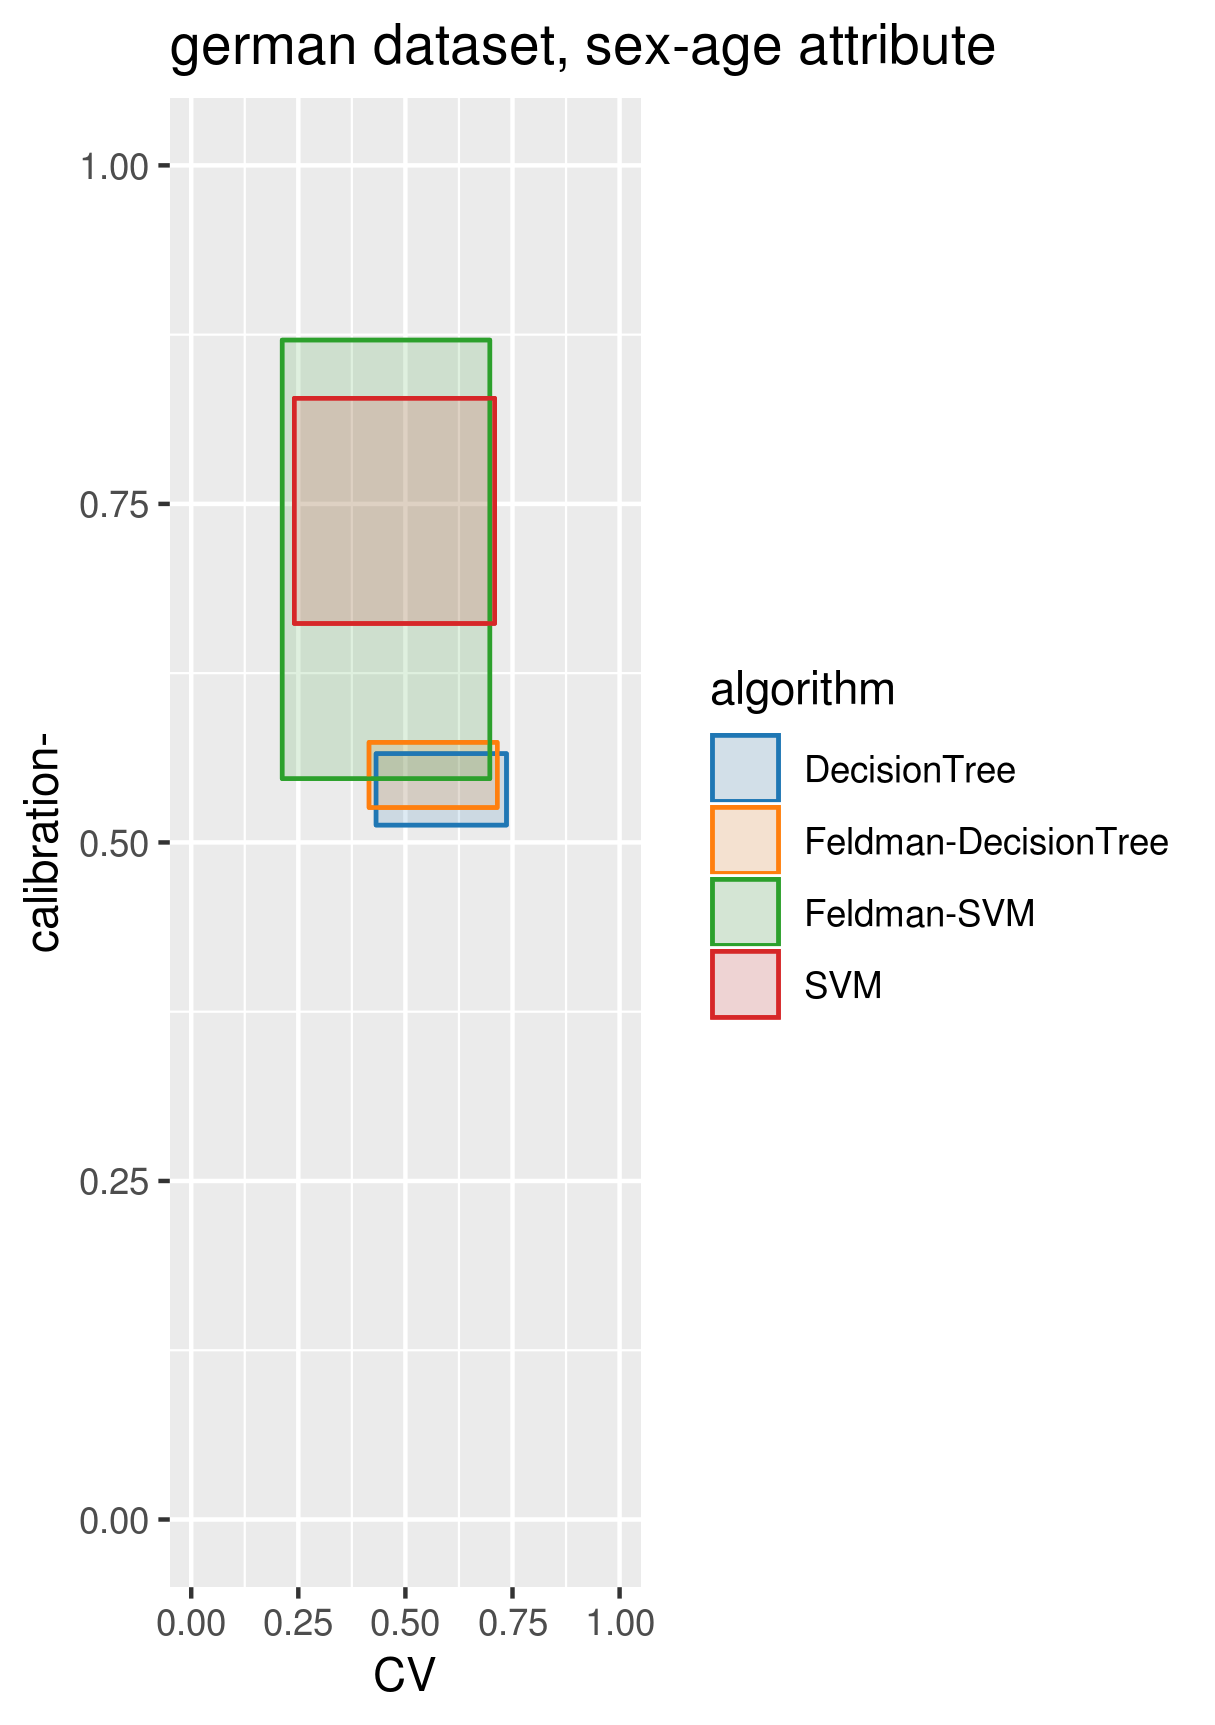 german dataset, sex-age attribute
1.00
0.75
0.50
0.25
0.00
calibration-
0.00 0.25 0.50 0.75 1.00
CV
algorithm
DecisionTree
Feldman-DecisionTree
Feldman-SVM
SVM